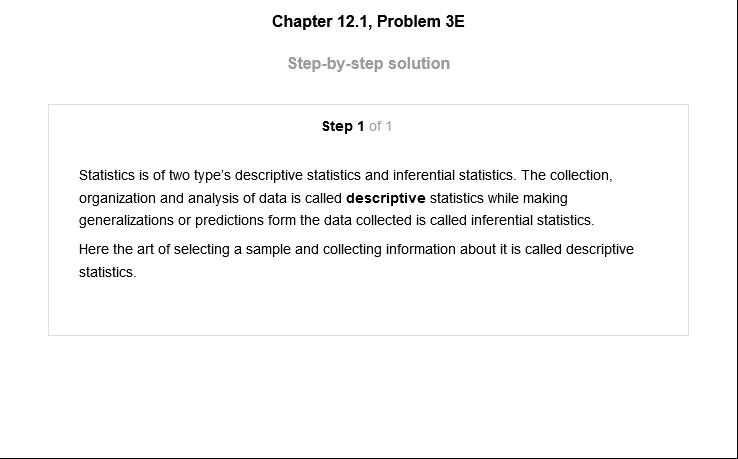 Chapter 12.1, Problem 3E
Step-by-step solution
Step 1 of 1
Statistics is of two type's descriptive statistics and inferential statistics. The collection,
organization and analysis of data is called descriptive statistics while making
generalizations or predictions form the data collected is called inferential statistics.
Here the art of selecting a sample and collecting information about it is called descriptive
statistics.